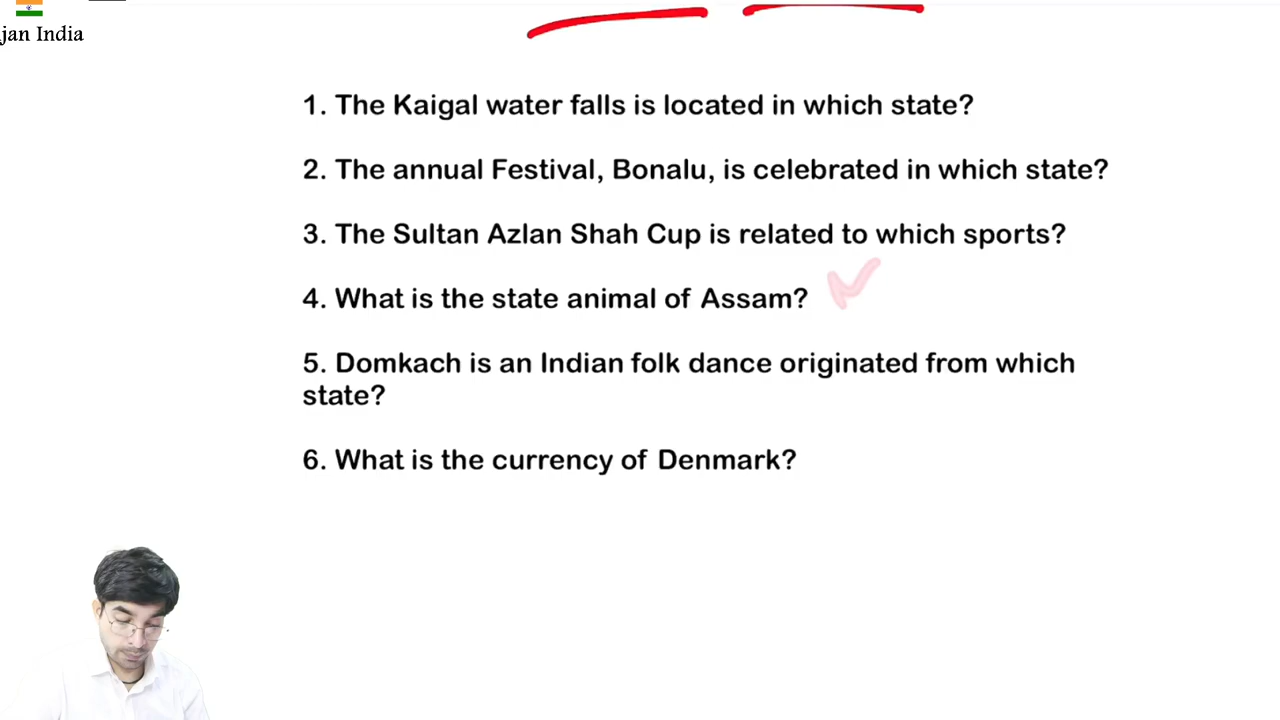 jan India
1. The Kaigal water falls is located in which state?
2. The annual Festival, Bonalu, is celebrated in which state?
3. The Sultan Azlan Shah Cup is related to which sports?
4. What is the state animal of Assam?
5. Domkach is an Indian folk dance originated from which
state?
6. What is the currency of Denmark?